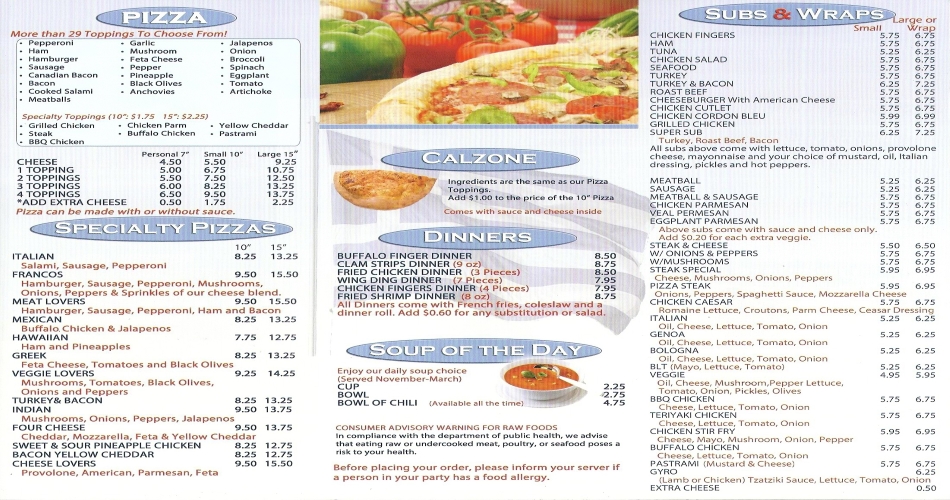 PIZZA
More than 29 Toppings To Choose From!
• Pepperoni • Garlic • Jalapenos
• Ham • Mushroom • Onion
• Hamburger • Feta Cheese • Broccoli
• Sausage • Pepper • Spinach
• Canadian Bacon • Pineapple • Eggplant
• Bacon • Black Olives • Tomato
• Cooked Salami • Anchovies • Artichoke
• Meatballs
Specialty Toppings (10": $1.75 15": $2.25)
• Grilled Chicken • Chicken Parm • Yellow Cheddar
• Steak • Buffalo Chicken • Pastrami
• BBQ Chicken
Personal 7" Small 10" Large 15"
CHEESE 4.50 5.50 9.25
1 TOPPING 5.00 6.75 10.75
2 TOPPINGS 5.50 7.50 12.50
3 TOPPINGS 6.00 8.25 13.25
4 TOPPINGS 6.50 9.50 13.75
*ADD EXTRA CHEESE 0.50 1.75 2.25
Pizza can be made with or without sauce.
SPECIALTY PIZZAS
10" 15"
ITALIAN 8.25 13.25
Salami, Sausage, Pepperoni
FRANCOS 9.50 15.50
Hamburger, Sausage, Pepperoni, Mushrooms,
Onions, Peppers & Sprinkles of our cheese blend.
MEAT LOVERS 9.50 15.50
Hamburger, Sausage, Pepperoni, Ham and Bacon
MEXICAN 8.25 13.25
Buffalo Chicken & Jalapenos
HAWAIIAN 7.75 12.75
Ham and Pineapples
GREEK 8.25 13.25
Feta Cheese, Tomatoes and Black Olives
VEGGIE LOVERS 9.25 14.25
Mushrooms, Tomatoes, Black Olives,
Onions and Peppers
TURKEY& BACON 8.25 13.25
INDIAN 9.50 13.75
Mushrooms, Onions, Peppers, Jalapenos
FOUR CHEESE 9.50 13.75
Cheddar, Mozzarella, Feta & Yellow Cheddar
SWEET & SOUR PINEAPPLE CHICKEN 8.25 12.75
BACON YELLOW CHEDDAR 8.25 12.75
CHEESE LOVERS 9.50 15.50
Provolone, American, Parmesan, Feta
CALZONE
Ingredients are the same as our Pizza
Toppings.
Add $1.00 to the price of the 10" Pizza
Comes with sauce and cheese inside
DINNERS
BUFFALO FINGER DINNER 8.50
CLAM STRIPS DINNER (9 oz) 8.75
FRIED CHICKEN DINNER (3 Pieces) 8.50
WING DING DINNER (7 Pieces) 7.95
CHICKEN FINGERS DINNER (4 Pieces) 7.95
FRIED SHRIMP DINNER (8 oz) 8.75
All Dinners come with French fries, coleslaw and a
dinner roll. Add $0.60 for any substitution or salad.
SOUP OF THE DAY
Enjoy our daily soup choice
(Served November-March)
CUP 2.25
BOWL 2.75
BOWL OF CHILI (Available all the time) 4.75
CONSUMER ADVISORY WARNING FOR RAW FOODS
In compliance with the department of public health, we advise
that eating raw or undercooked meat, poultry, or seafood poses a
risk to your health.
Before placing your order, please inform your server if
a person in your party has a food allergy.
SUBS & WRAPS
Large or
Small Wrap
CHICKEN FINGERS 5.75 6.75
HAM 5.75 6.75
TUNA 5.25 6.25
CHICKEN SALAD 5.75 6.75
SEAFOOD 5.75 6.75
TURKEY 5.75 6.75
TURKEY & BACON 6.25 7.25
ROAST BEEF 5.75 6.75
CHEESEBURGER With American Cheese 5.75 6.75
CHICKEN CUTLET 5.75 6.75
CHICKEN CORDON BLEU 5.99 6.99
GRILLED CHICKEN 5.75 6.75
SUPER SUB 6.25 7.25
Turkey, Roast Beef, Bacon
All subs above come with lettuce, tomato, onions, provolone
cheese, mayonnaise and your choice of mustard, oil, Italian
dressing, pickles and hot peppers.
MEATBALL 5.25 6.25
SAUSAGE 5.25 6.25
MEATBALL & SAUSAGE 5.75 6.75
CHICKEN PARMESAN 5.75 6.75
VEAL PERMESAN 5.75 6.75
EGGPLANT PARMESAN 5.75 6.75
Above subs come with sauce and cheese only.
Add $0.20 for each extra veggie.
STEAK & CHEESE 5.50 6.50
W/ ONIONS & PEPPERS 5.75 6.75
W/MUSHROOMS 5.75 6.75
STEAK SPECIAL 5.95 6.95
Cheese, Mushrooms, Onions, Peppers
PIZZA STEAK 5.95 6.95
Onions, Peppers, Spaghetti Sauce, Mozzarella Cheese
CHICKEN CAESAR 5.75 6.75
Romaine Lettuce, Croutons, Parm Cheese, Ceasar Dressing
ITALIAN 5.25 6.25
Oil, Cheese, Lettuce, Tomato, Onion
GENOA 5.25 6.25
Oil, Cheese, Lettuce, Tomato, Onion
BOLOGNA 5.25 6.25
Oil, Cheese, Lettuce, Tomato, Onion
BLT (Mayo, Lettuce, Tomato) 5.25 6.25
VEGGIE 4.95 5.95
Oil, Cheese, Mushroom,Pepper Lettuce,
Tomato, Onion, Pickles, Olives
BBQ CHICKEN 5.75 6.75
Cheese, Lettuce, Tomato, Onion
TERIYAKI CHICKEN 5.75 6.75
Cheese, Lettuce, Tomato, Onion
CHICKEN STIR FRY 5.95 6.95
Cheese, Mayo, Mushroom, Onion, Pepper
BUFFALO CHICKEN 5.75 6.75
Cheese, Lettuce, Tomato, Onion
PASTRAMI (Mustard & Cheese) 5.75 6.75
GYRO 6.25
(Lamb or Chicken) Tzatziki Sauce, Lettuce, Tomato, Onion
EXTRA CHEESE 0.50